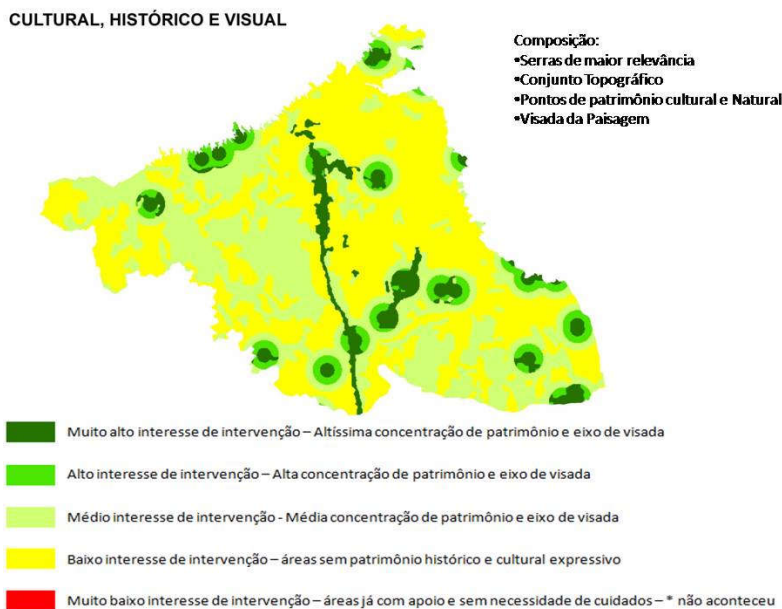 CULTURAL, HISTÓRICO E VISUAL
Composição:
•Serras de maior relevância
•Conjunto Topográfico
•Pontos de patrimônio cultural e Natural
•Visada da Paisagem
Muito alto interesse de intervenção – Altíssima concentração de patrimônio e eixo de visada
Alto interesse de intervenção – Alta concentração de patrimônio e eixo de visada
Médio interesse de intervenção - Média concentração de patrimônio e eixo de visada
Baixo interesse de intervenção – áreas sem patrimônio histórico e cultural expressivo
Muito baixo interesse de intervenção – áreas já com apoio e sem necessidade de cuidados – * não aconteceu